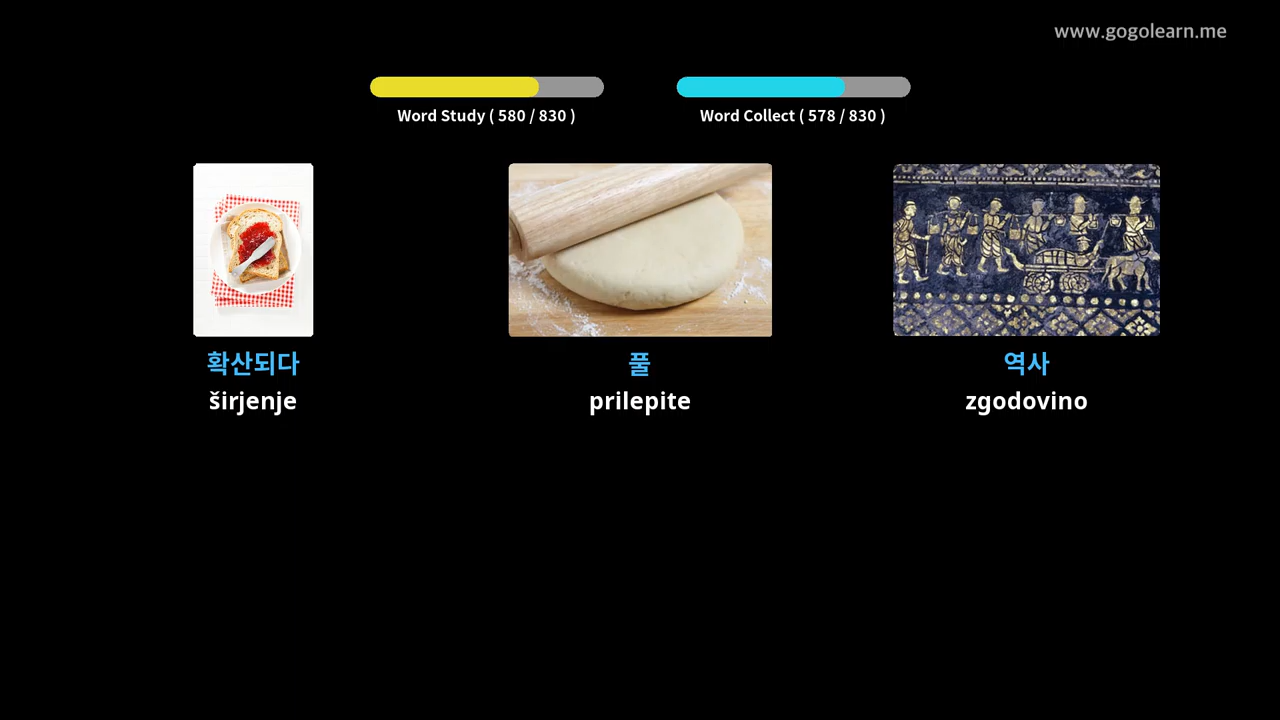 www.gogolearn.me
Word Study ( 580 / 830 )
Word Collect ( 578 / 830 )
확산되다
풀
역사
širjenje
prilepite
zgodovino